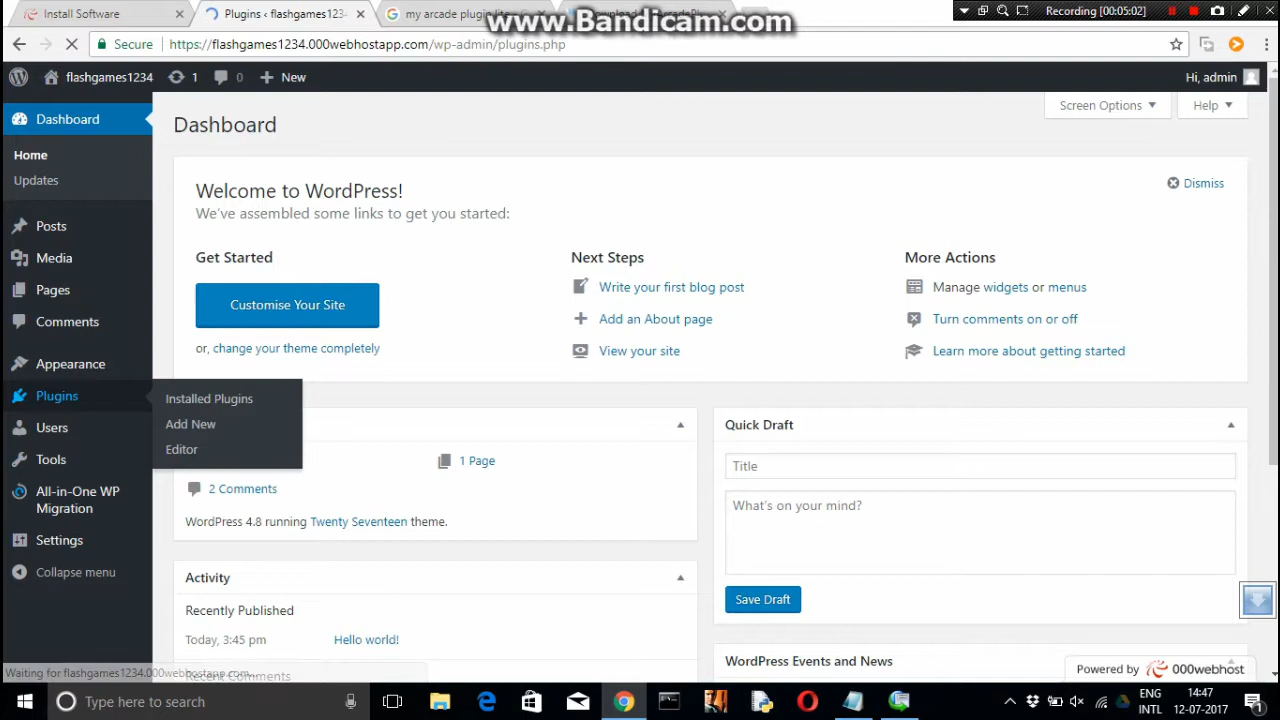 Install Software
Plugins ‹ flashgames1234
my arcade plugin
www.Bandicam.com
Recording [00:05:02]
Secure
https://flashgames1234.000webhostapp.com/wp-admin/plugins.php
flashgames1234
1
0
New
Hi, admin
Dashboard
Home
Updates
Posts
Media
Pages
Comments
Appearance
Plugins
Users
Tools
All-in-One WP
Migration
Settings
Collapse menu
Installed Plugins
Add New
Editor
Dashboard
Screen Options
Help
Welcome to WordPress!
We've assembled some links to get you started:
Dismiss
Get Started
Customise Your Site
or, change your theme completely
Next Steps
Write your first blog post
Add an About page
View your site
More Actions
Manage widgets or menus
Turn comments on or off
Learn more about getting started
1 Page
2 Comments
WordPress 4.8 running Twenty Seventeen theme.
Activity
Recently Published
Today, 3:45 pm
Hello world!
Recent Comments
Quick Draft
Title
What's on your mind?
Save Draft
WordPress Events and News
Powered by 000webhost
Waiting for flashgames1234.000webhostapp.com...
Type here to search
ENG
INTL
14:47
12-07-2017
1